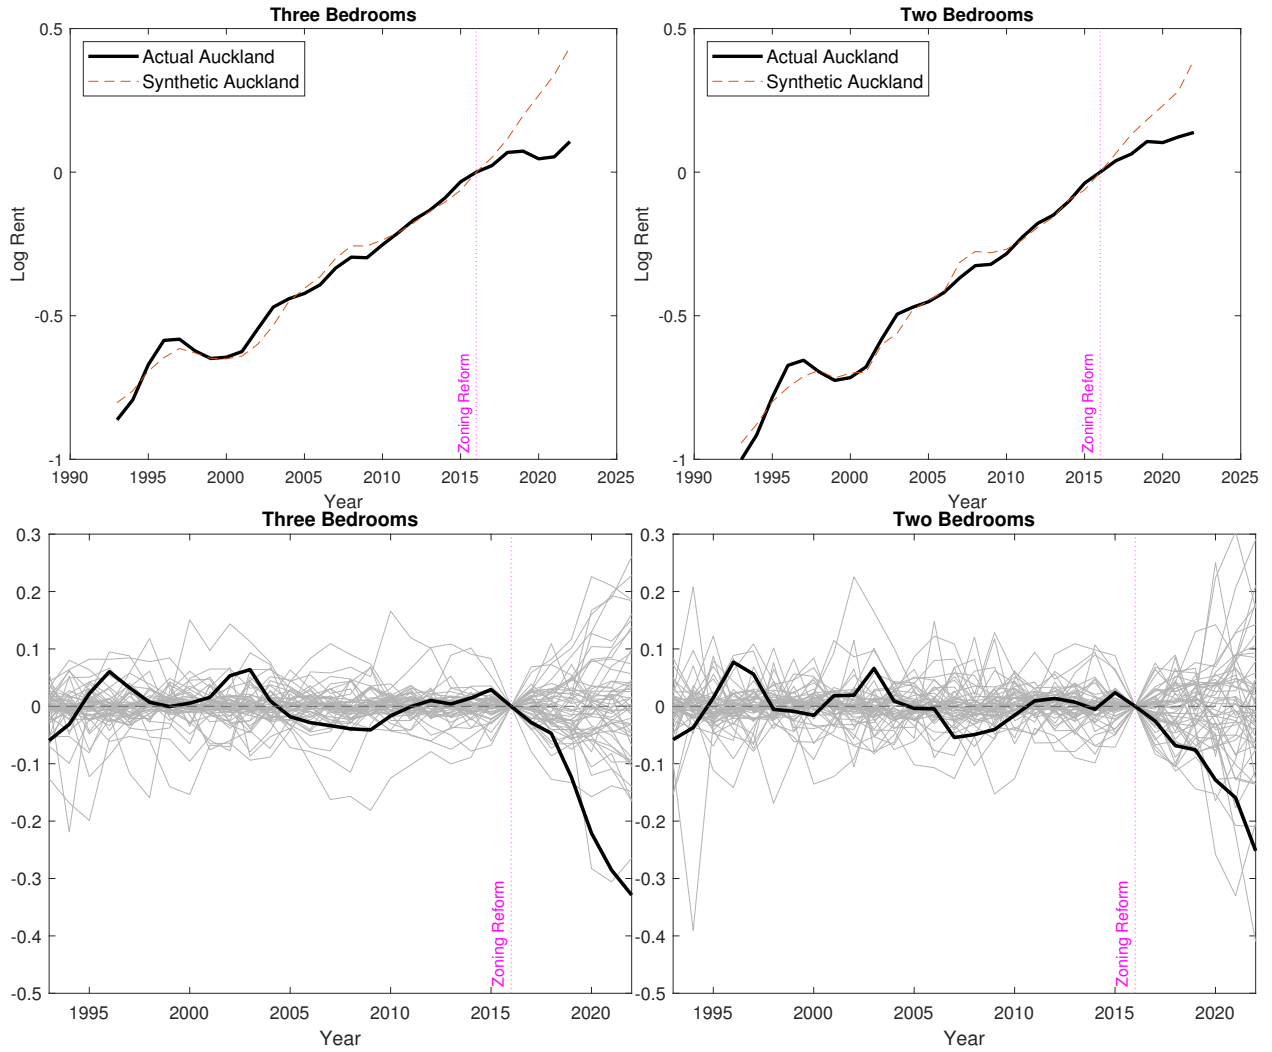 Three Bedrooms
0.5
0
-0.5
-1
Log Rent
Actual Auckland
Synthetic Auckland
Zoning Reform
1990 1995 2000 2005 2010 2015 2020 2025
Year
Two Bedrooms
0.5
0
-0.5
-1
Log Rent
Actual Auckland
Synthetic Auckland
Zoning Reform
1990 1995 2000 2005 2010 2015 2020 2025
Year
Three Bedrooms
0.3
0.2
0.1
0
-0.1
-0.2
-0.3
-0.4
-0.5
Zoning Reform
1995 2000 2005 2010 2015 2020
Year
Two Bedrooms
0.3
0.2
0.1
0
-0.1
-0.2
-0.3
-0.4
-0.5
Zoning Reform
1995 2000 2005 2010 2015 2020
Year